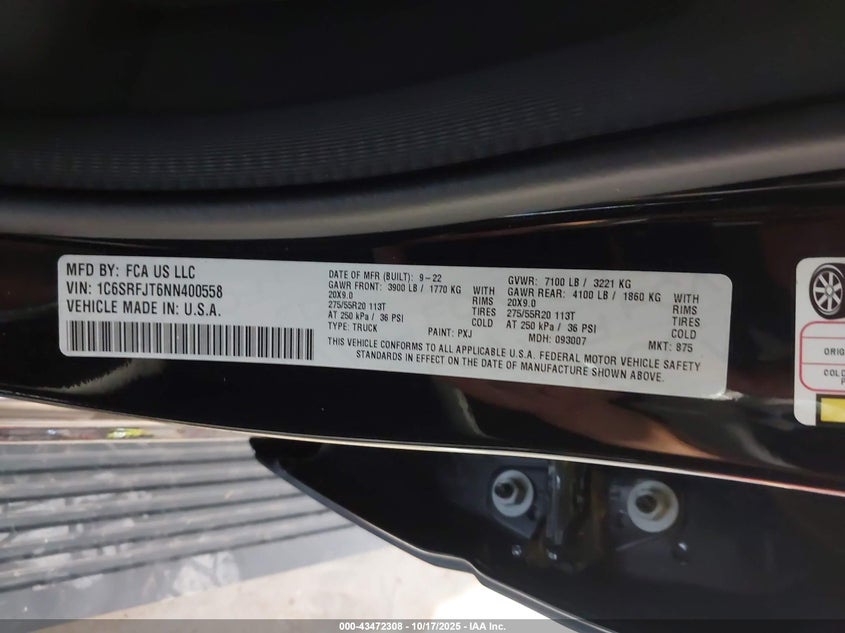 MFD BY: FCA US LLC
VIN: 1C6SRFJT6NN400558
VEHICLE MADE IN: U.S.A.
DATE OF MFR (BUILT): 9-22
GAWR FRONT: 3900 LB / 1770 KG WITH
20X9.0 RIMS
275/55R20 113T TIRES
AT 250 kPa / 36 PSI COLD
TYPE: TRUCK PAINT: PXJ
GVWR: 7100 LB / 3221 KG
GAWR REAR: 4100 LB / 1860 KG WITH
20X9.0 RIMS
275/55R20 113T TIRES
AT 250 kPa / 36 PSI COLD
MDH: 093007 MKT: 875
THIS VEHICLE CONFORMS TO ALL APPLICABLE U.S.A. FEDERAL MOTOR VEHICLE SAFETY
STANDARDS IN EFFECT ON THE DATE OF MANUFACTURE SHOWN ABOVE.
ORIG
COLD
000-43472308 | 10/17/2025 | IAA Inc.